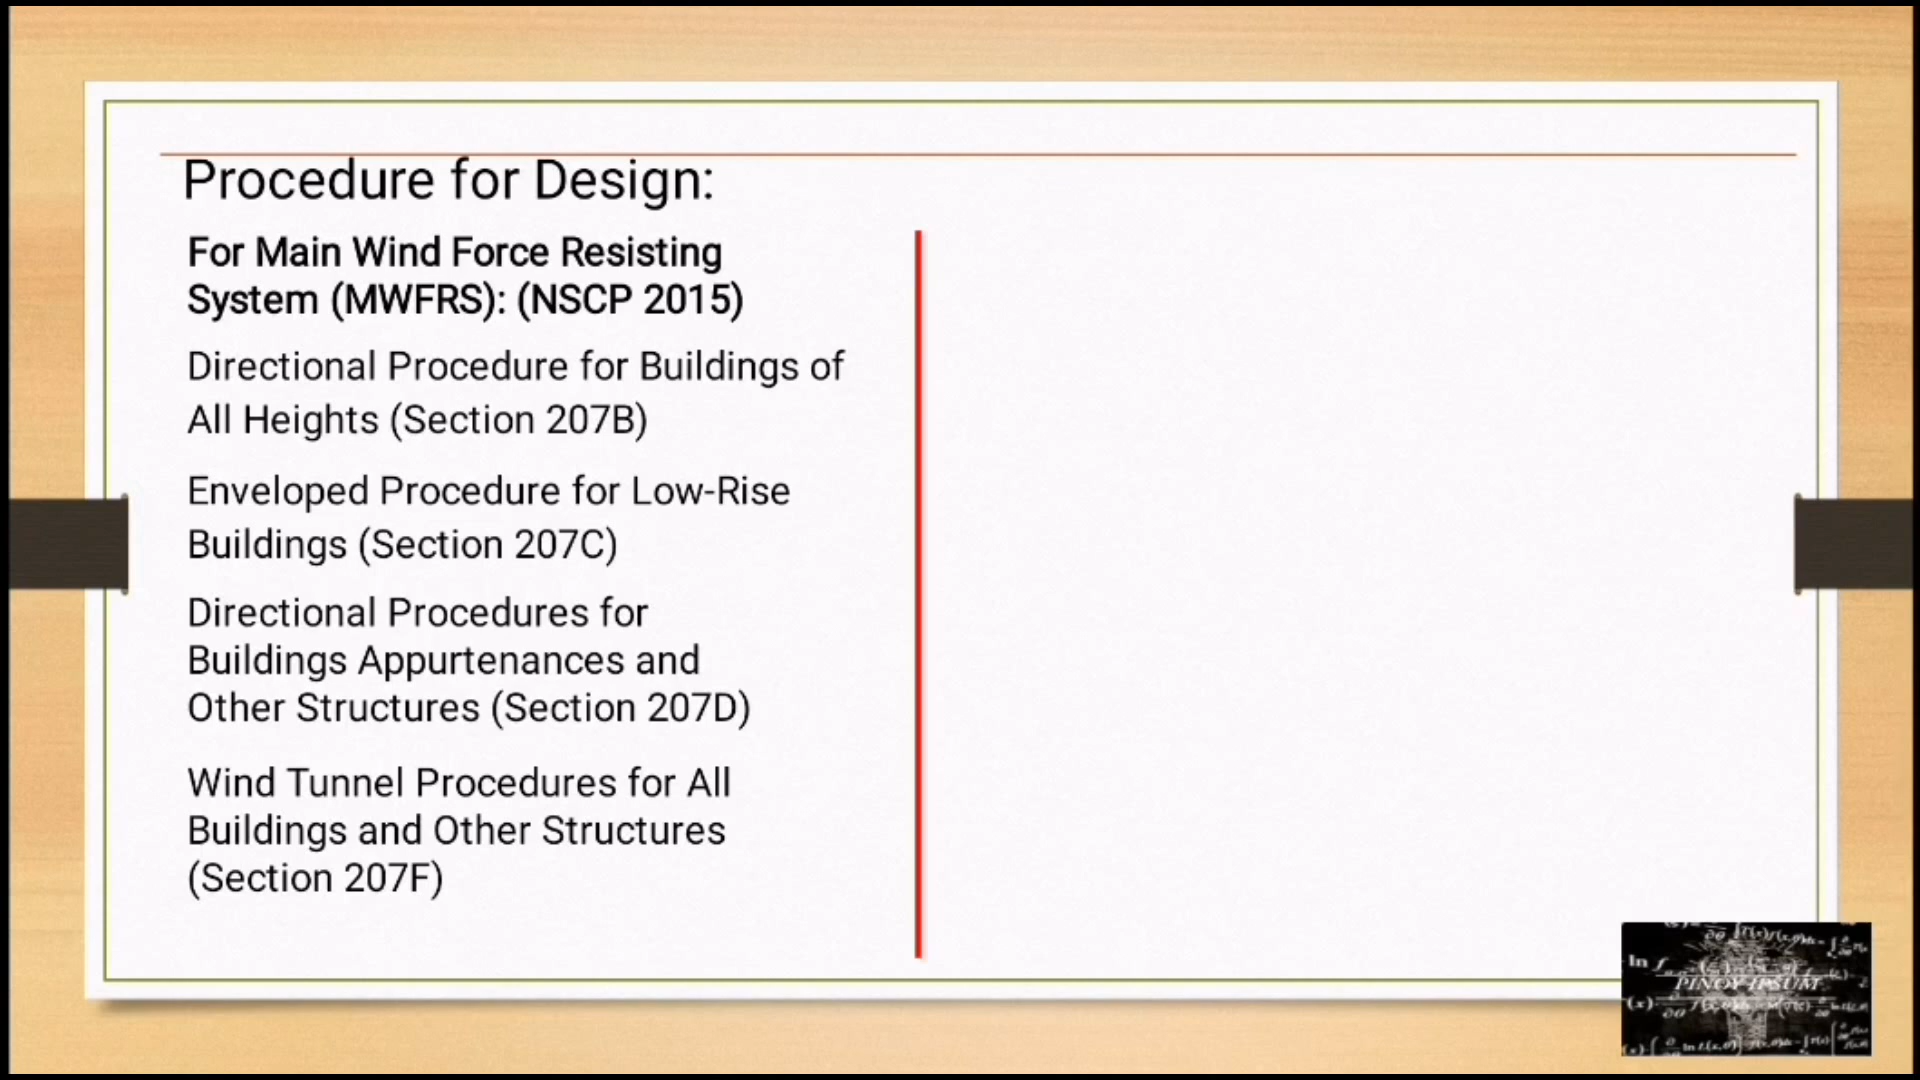 Procedure for Design:
For Main Wind Force Resisting
System (MWFRS): (NSCP 2015)
Directional Procedure for Buildings of
All Heights (Section 207B)
Enveloped Procedure for Low-Rise
Buildings (Section 207C)
Directional Procedures for
Buildings Appurtenances and
Other Structures (Section 207D)
Wind Tunnel Procedures for All
Buildings and Other Structures
(Section 207F)
PINOY IPSUM